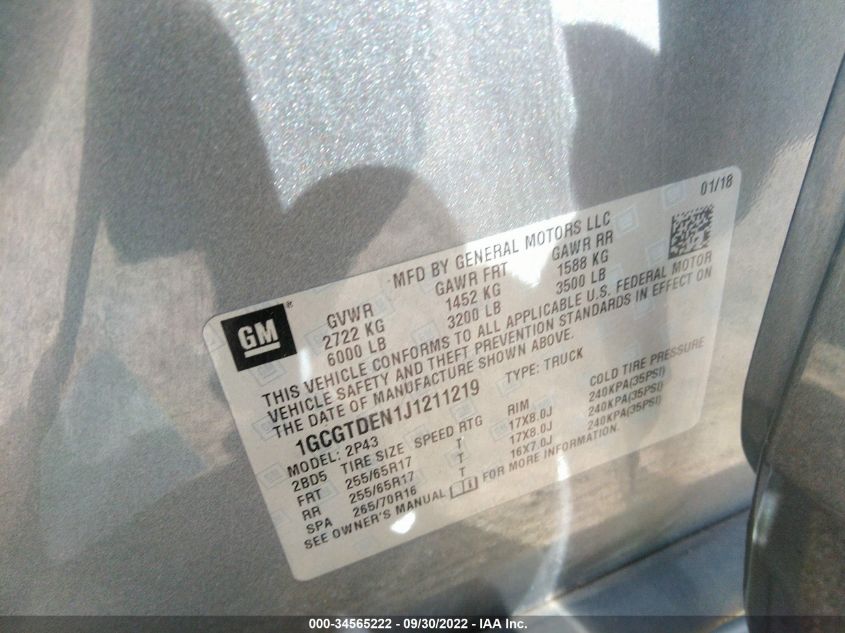 01/18
MFD BY GENERAL MOTORS LLC
GM®
GVWR GAWR FRT GAWR RR
2722 KG 1452 KG 1588 KG
6000 LB 3200 LB 3500 LB
THIS VEHICLE CONFORMS TO ALL APPLICABLE U.S. FEDERAL MOTOR
VEHICLE SAFETY AND THEFT PREVENTION STANDARDS IN EFFECT ON
THE DATE OF MANUFACTURE SHOWN ABOVE.
1GCGTDEN1J1211219 TYPE: TRUCK
MODEL: 2P43
2BD5 TIRE SIZE SPEED RTG RIM COLD TIRE PRESSURE
FRT 255/65R17 T 17X8.0J 240KPA(35PSI)
RR 255/65R17 T 17X8.0J 240KPA(35PSI)
SPA 265/70R16 T 16X7.0J 240KPA(35PSI)
SEE OWNER'S MANUAL FOR MORE INFORMATION.
000-34565222 - 09/30/2022 - IAA Inc.